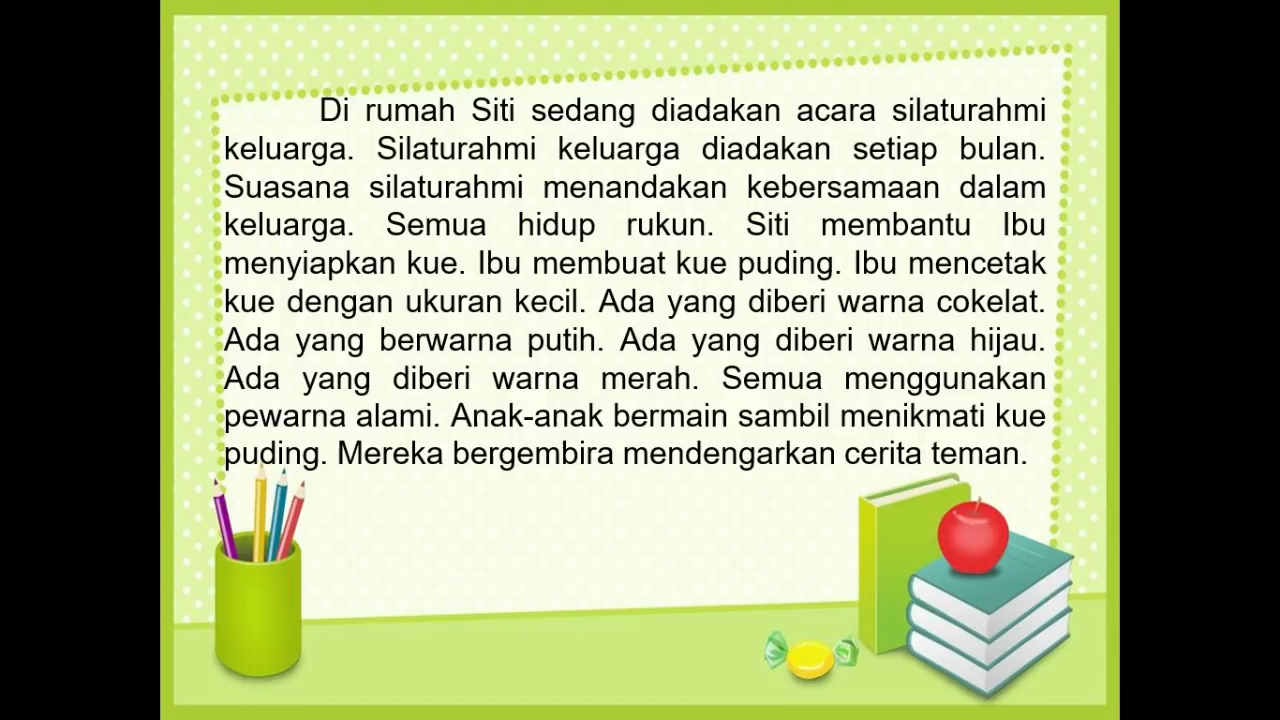 Di rumah Siti sedang diadakan acara silaturahmi
keluarga. Silaturahmi keluarga diadakan setiap bulan.
Suasana silaturahmi menandakan kebersamaan dalam
keluarga. Semua hidup rukun. Siti membantu Ibu
menyiapkan kue. Ibu membuat kue puding. Ibu mencetak
kue dengan ukuran kecil. Ada yang diberi warna cokelat.
Ada yang berwarna putih. Ada yang diberi warna hijau.
Ada yang diberi warna merah. Semua menggunakan
pewarna alami. Anak-anak bermain sambil menikmati kue
puding. Mereka bergembira mendengarkan cerita teman.